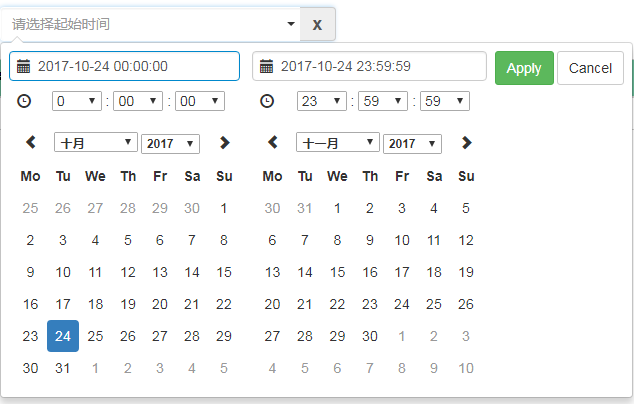 请选择起始时间 x
2017-10-24 00:00:00 2017-10-24 23:59:59 Apply Cancel
0 : 00 : 00 23 : 59 : 59
十月 2017 十一月 2017
Mo Tu We Th Fr Sa Su Mo Tu We Th Fr Sa Su
25 26 27 28 29 30 1 30 31 1 2 3 4 5
2 3 4 5 6 7 8 6 7 8 9 10 11 12
9 10 11 12 13 14 15 13 14 15 16 17 18 19
16 17 18 19 20 21 22 20 21 22 23 24 25 26
23 24 25 26 27 28 29 27 28 29 30 1 2 3
30 31 1 2 3 4 5 4 5 6 7 8 9 10